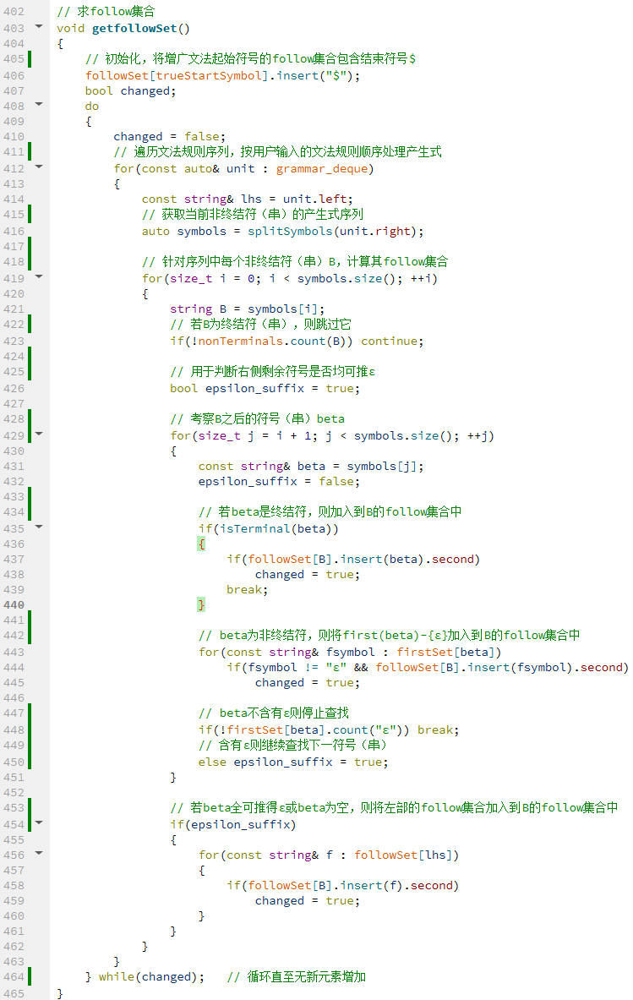 402 // 求follow集合
403 void getfollowSet()
404 {
405     // 初始化，将增广文法起始符号的follow集合包含结束符号$
406     followSet[trueStartSymbol].insert("$");
407     bool changed;
408     do
409     {
410         changed = false;
411         // 遍历文法规则序列，按用户输入的文法规则顺序处理产生式
412         for(const auto& unit : grammar_deque)
413         {
414             const string& lhs = unit.left;
415             // 获取当前非终结符（串）的产生式序列
416             auto symbols = splitSymbols(unit.right);
417
418             // 针对序列中每个非终结符（串）B，计算其follow集合
419             for(size_t i = 0; i < symbols.size(); ++i)
420             {
421                 string B = symbols[i];
422                 // 若B为终结符（串），则跳过它
423                 if(!nonTerminals.count(B)) continue;
424
425                 // 用于判断右侧剩余符号是否均可推ε
426                 bool epsilon_suffix = true;
427
428                 // 考察B之后的符号（串）beta
429                 for(size_t j = i + 1; j < symbols.size(); ++j)
430                 {
431                     const string& beta = symbols[j];
432                     epsilon_suffix = false;
433
434                     // 若beta是终结符，则加入到B的follow集合中
435                     if(isTerminal(beta))
436                     {
437                         if(followSet[B].insert(beta).second)
438                             changed = true;
439                         break;
440                     }
441
442                     // beta为非终结符，则将first(beta)-{ε}加入到B的follow集合中
443                     for(const string& fsymbol : firstSet[beta])
444                         if(fsymbol != "ε" && followSet[B].insert(fsymbol).second)
445                             changed = true;
446
447                     // beta不含有ε则停止查找
448                     if(!firstSet[beta].count("ε")) break;
449                     // 含有ε则继续查找下一符号（串）
450                     else epsilon_suffix = true;
451                 }
452
453                 // 若beta全可推得ε或beta为空，则将左部的follow集合加入到B的follow集合中
454                 if(epsilon_suffix)
455                 {
456                     for(const string& f : followSet[lhs])
457                     {
458                         if(followSet[B].insert(f).second)
459                             changed = true;
460                     }
461                 }
462             }
463         }
464     } while(changed);   // 循环直至无新元素增加
465 }